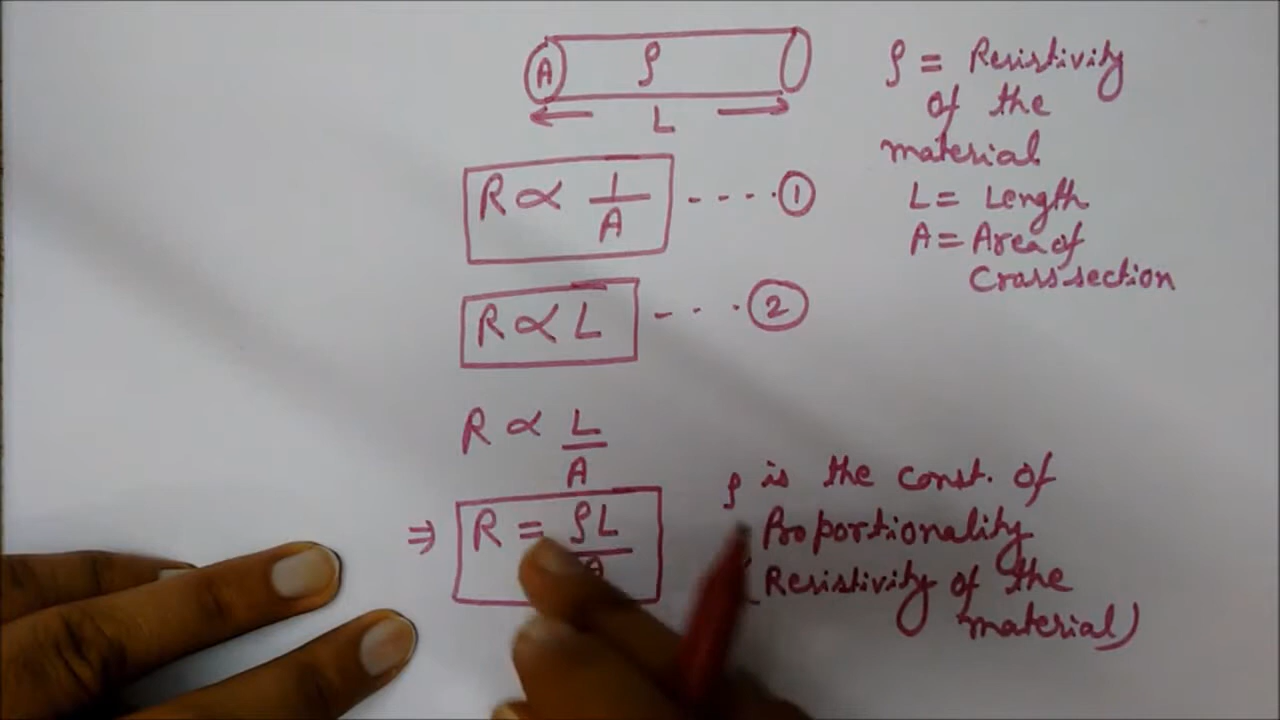 A ρ
L
R ∝ 1/A ----- ①
R ∝ L - - - · ②
R ∝ L/A
⇒ R = ρL/A
ρ = Resistivity
of the
material
L = Length
A = Area of
Cross section
ρ is the const. of
Proportionality
(Resistivity of the
material)